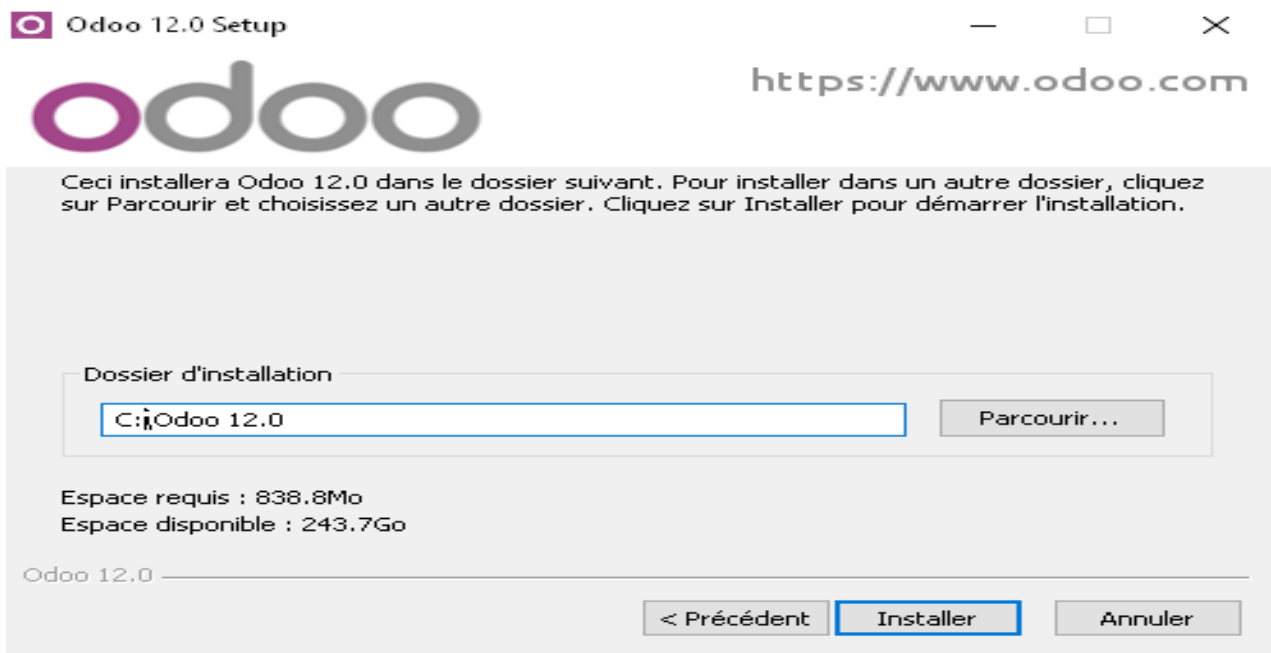 Odoo 12.0 Setup
odoo
https://www.odoo.com
Ceci installera Odoo 12.0 dans le dossier suivant. Pour installer dans un autre dossier, cliquez
sur Parcourir et choisissez un autre dossier. Cliquez sur Installer pour démarrer l'installation.
Dossier d'installation
C:\Odoo 12.0
Parcourir...
Espace requis : 838.8Mo
Espace disponible : 243.7Go
Odoo 12.0
< Précédent
Installer
Annuler